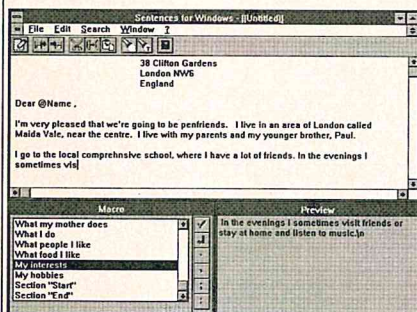 Sentences for Windows - [[Untitled]]
File Edit Search Window ?
38 Clifton Gardens
London NW6
England
Dear @Name ,
I'm very pleased that we're going to be penfriends. I live in an area of London called
Maida Vale, near the centre. I live with my parents and my younger brother, Paul.
I go to the local comprehnsive school, where I have a lot of friends. In the evenings I
sometimes vis
Macro
What my mother does
What I do
What people I like
What food I like
My interests
My hobbies
Section "Start"
Section "End"
Preview
In the evenings I sometimes visit friends or
stay at home and listen to music.\n